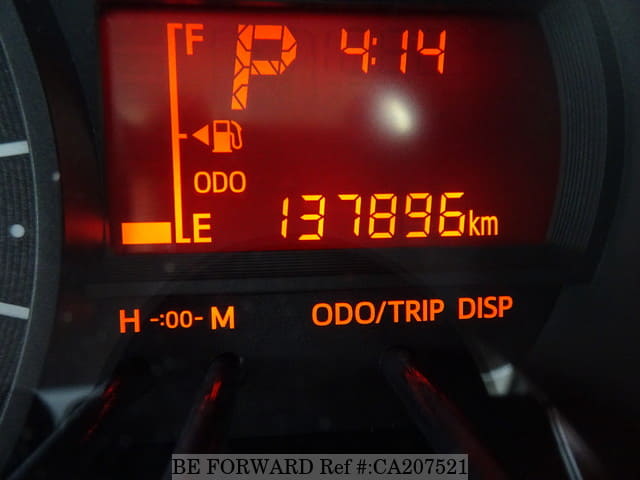 F P 4:14
ODO
E 137896km
H -:00- M ODO/TRIP DISP
BE FORWARD Ref #:CA207521